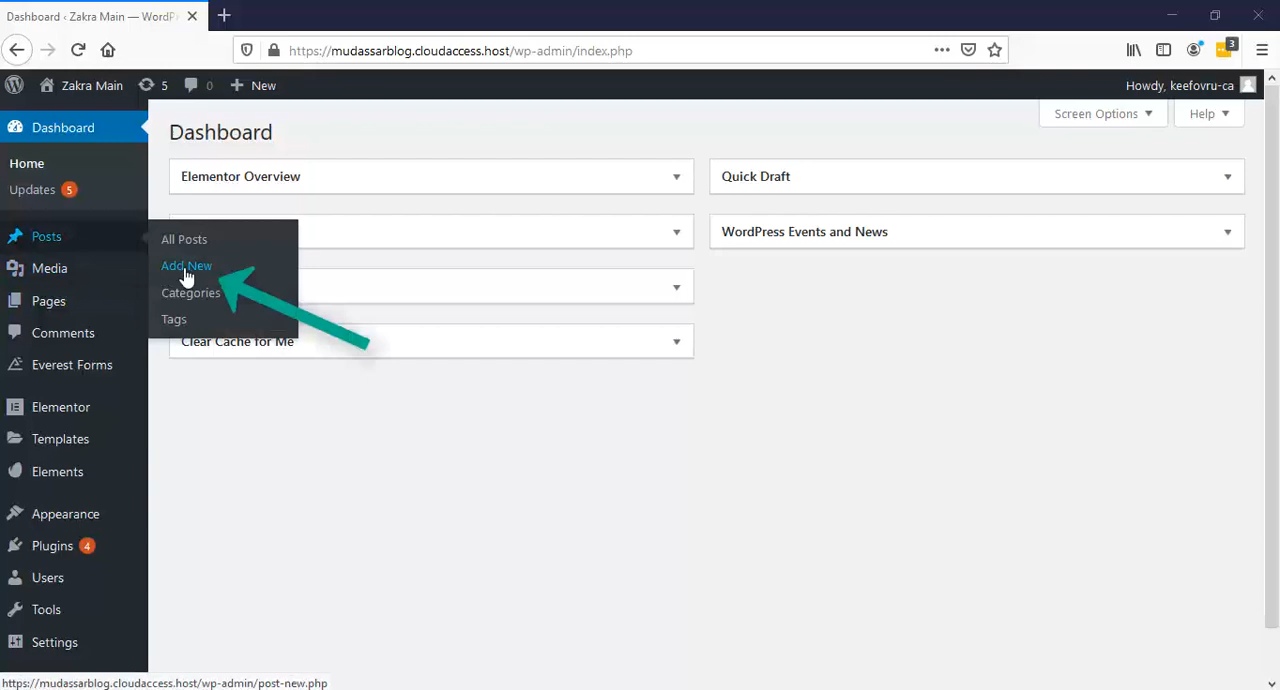 Dashboard ‹ Zakra Main — WordP
https://mudassarblog.cloudaccess.host/wp-admin/index.php
3
Zakra Main
5
0
New
Howdy, keefovru-ca
Dashboard
Home
Updates 5
Posts
Media
Pages
Comments
Everest Forms
Elementor
Templates
Elements
Appearance
Plugins 4
Users
Tools
Settings
All Posts
Add New
Categories
Tags
Screen Options
Help
Dashboard
Elementor Overview
Quick Draft
WordPress Events and News
Clear Cache for Me
https://mudassarblog.cloudaccess.host/wp-admin/post-new.php